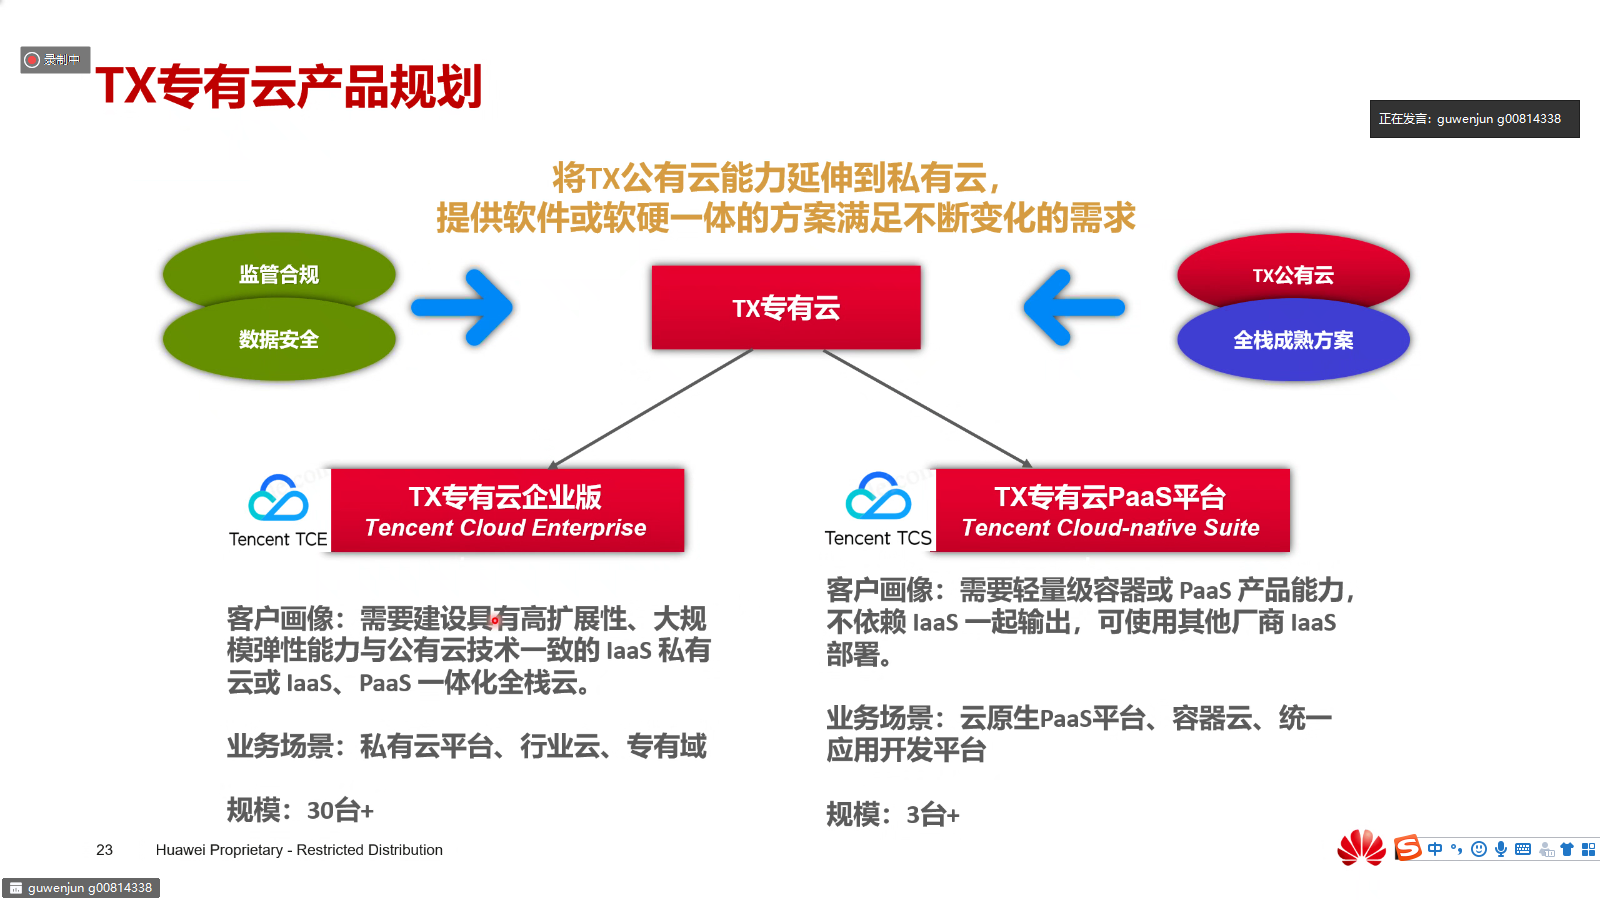 录制中
TX专有云产品规划
正在发言：guwenjun g00814338
将TX公有云能力延伸到私有云，
提供软件或软硬一体的方案满足不断变化的需求
监管合规
数据安全
TX专有云
TX公有云
全栈成熟方案
Tencent TCE
TX专有云企业版
Tencent Cloud Enterprise
Tencent TCS
TX专有云PaaS平台
Tencent Cloud-native Suite
客户画像：需要建设具有高扩展性、大规
模弹性能力与公有云技术一致的 IaaS 私有
云或 IaaS、PaaS 一体化全栈云。
业务场景：私有云平台、行业云、专有域
规模：30台+
客户画像：需要轻量级容器或 PaaS 产品能力，
不依赖 IaaS 一起输出，可使用其他厂商 IaaS
部署。
业务场景：云原生PaaS平台、容器云、统一
应用开发平台
规模：3台+
23
Huawei Proprietary - Restricted Distribution
中
guwenjun g00814338